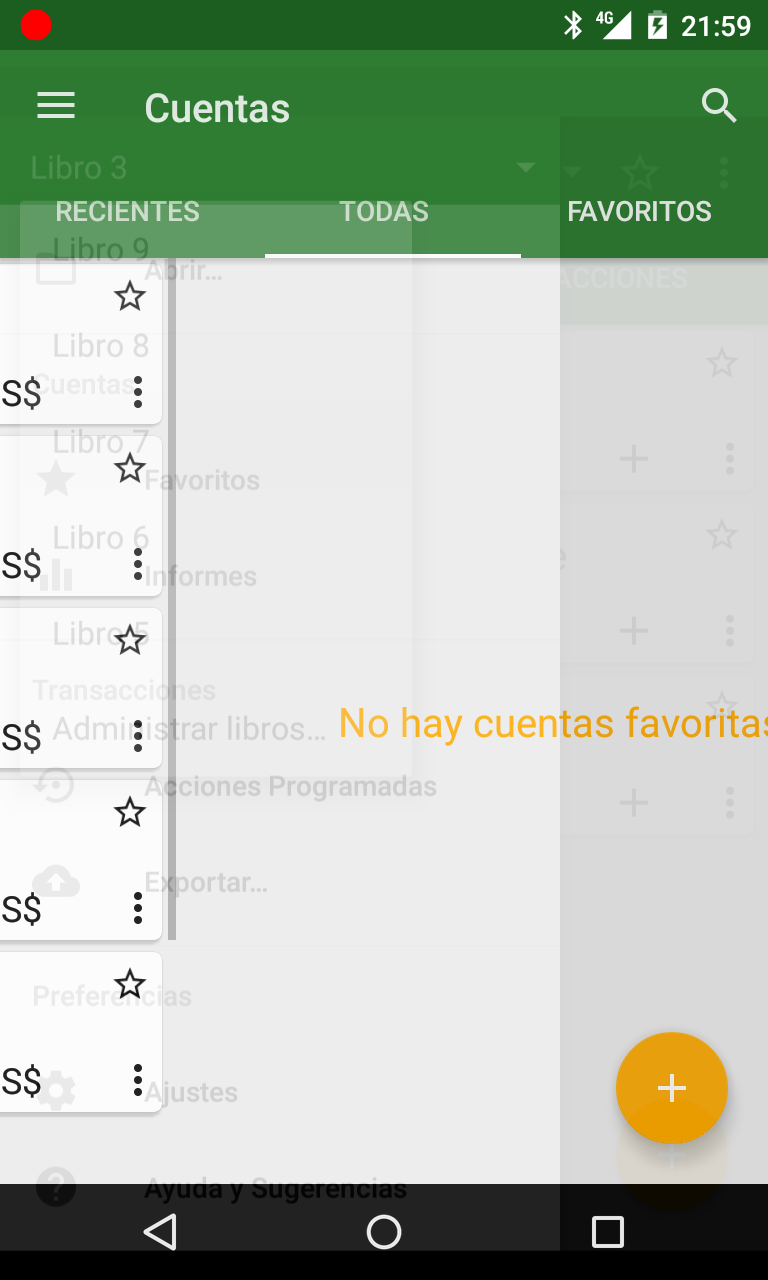 4G 21:59
Cuentas
Libro 3
RECIENTES TODAS FAVORITOS
Libro 9
Abrir...
ACCIONES
Libro 8
Cuentas
S$
Libro 7
Favoritos
Libro 6
S$
Informes
Libro 5
Transacciones
No hay cuentas favoritas
Administrar libros...
S$
Acciones Programadas
Exportar...
S$
Preferencias
S$
Ajustes
Ayuda y Sugerencias